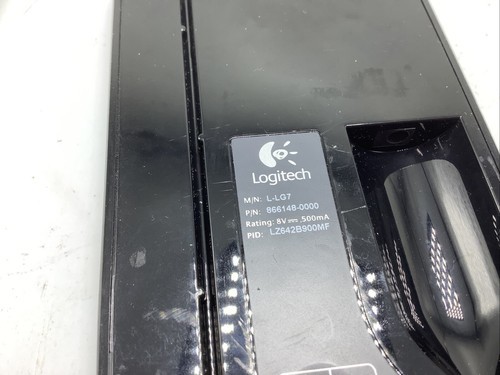 Logitech
M/N: L-LG7
P/N: 866148-0000
Rating: 8V⎓.500mA
PID: LZ642B900MF